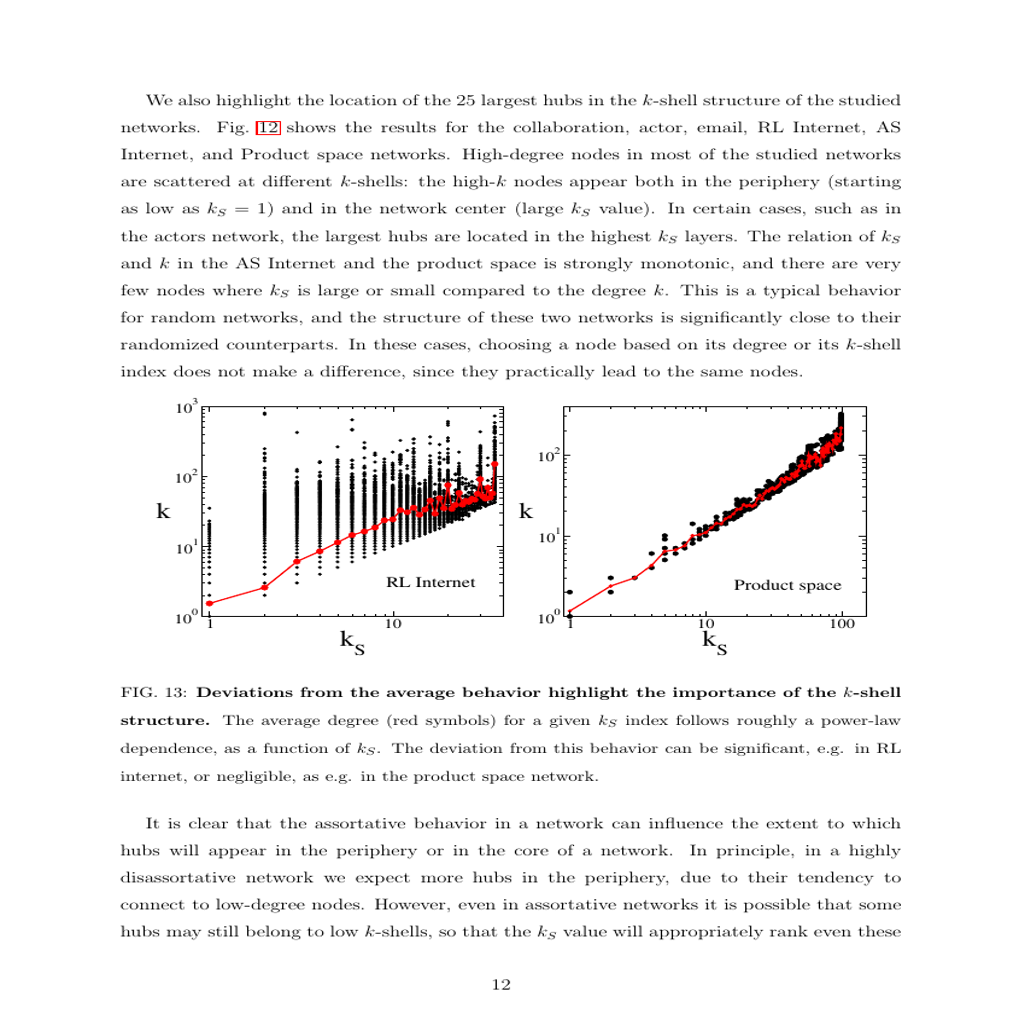 We also highlight the location of the 25 largest hubs in the k-shell structure of the studied
networks. Fig. 12 shows the results for the collaboration, actor, email, RL Internet, AS
Internet, and Product space networks. High-degree nodes in most of the studied networks
are scattered at different k-shells: the high-k nodes appear both in the periphery (starting
as low as kS = 1) and in the network center (large kS value). In certain cases, such as in
the actors network, the largest hubs are located in the highest kS layers. The relation of kS
and k in the AS Internet and the product space is strongly monotonic, and there are very
few nodes where kS is large or small compared to the degree k. This is a typical behavior
for random networks, and the structure of these two networks is significantly close to their
randomized counterparts. In these cases, choosing a node based on its degree or its k-shell
index does not make a difference, since they practically lead to the same nodes.
10^3
10^2
k
10^1
RL Internet
10^0
1 10
kS
10^2
k
10^1
Product space
10^0
1 10 100
kS
FIG. 13: Deviations from the average behavior highlight the importance of the k-shell
structure. The average degree (red symbols) for a given kS index follows roughly a power-law
dependence, as a function of kS. The deviation from this behavior can be significant, e.g. in RL
internet, or negligible, as e.g. in the product space network.
It is clear that the assortative behavior in a network can influence the extent to which
hubs will appear in the periphery or in the core of a network. In principle, in a highly
disassortative network we expect more hubs in the periphery, due to their tendency to
connect to low-degree nodes. However, even in assortative networks it is possible that some
hubs may still belong to low k-shells, so that the kS value will appropriately rank even these
12